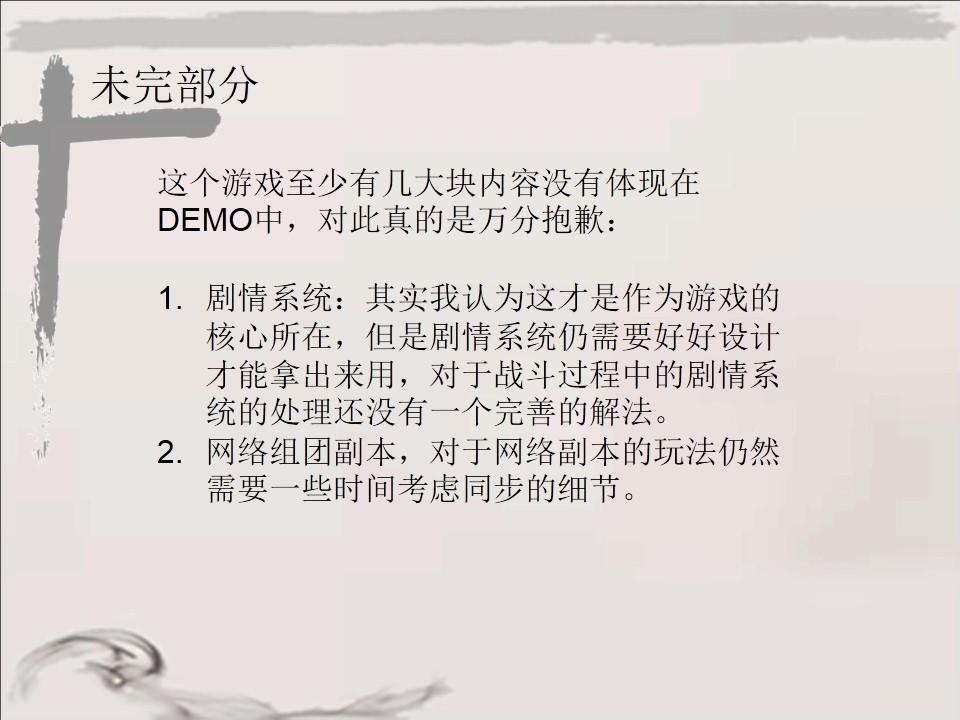 未完部分
这个游戏至少有几大块内容没有体现在
DEMO中，对此真的是万分抱歉：
1. 剧情系统：其实我认为这才是作为游戏的
核心所在，但是剧情系统仍需要好好设计
才能拿出来用，对于战斗过程中的剧情系
统的处理还没有一个完善的解法。
2. 网络组团副本，对于网络副本的玩法仍然
需要一些时间考虑同步的细节。